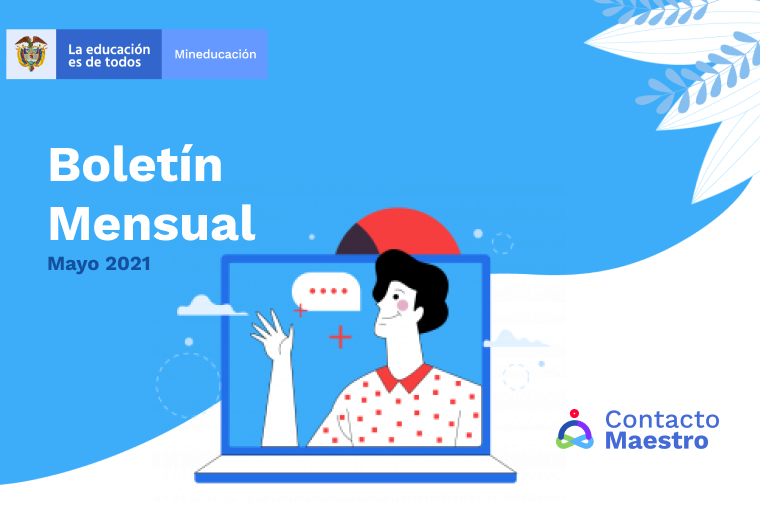 La educación
es de todos
Mineducación
Boletín
Mensual
Mayo 2021
Contacto
Maestro